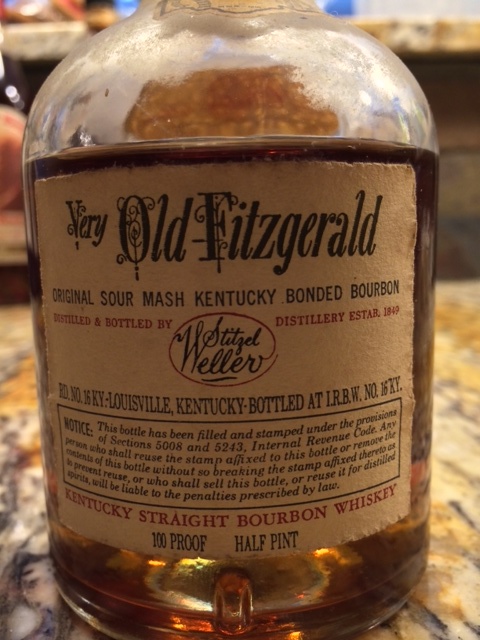 Very Old Fitzgerald
ORIGINAL SOUR MASH KENTUCKY BONDED BOURBON
DISTILLED & BOTTLED BY
Stitzel
Weller
DISTILLERY ESTAB. 1849
RD. NO. 16 KY·LOUISVILLE, KENTUCKY·BOTTLED AT I.R.B.W. NO. 16 KY.
NOTICE: This bottle has been filled and stamped under the provisions
of Sections 5008 and 5243, Internal Revenue Code. Any
person who shall reuse the stamp affixed to this bottle or remove the
contents of this bottle without so breaking the stamp affixed thereto as
to prevent reuse, or who shall sell this bottle, or reuse it for distilled
spirits, will be liable to the penalties prescribed by law.
KENTUCKY STRAIGHT BOURBON WHISKEY
100 PROOF HALF PINT